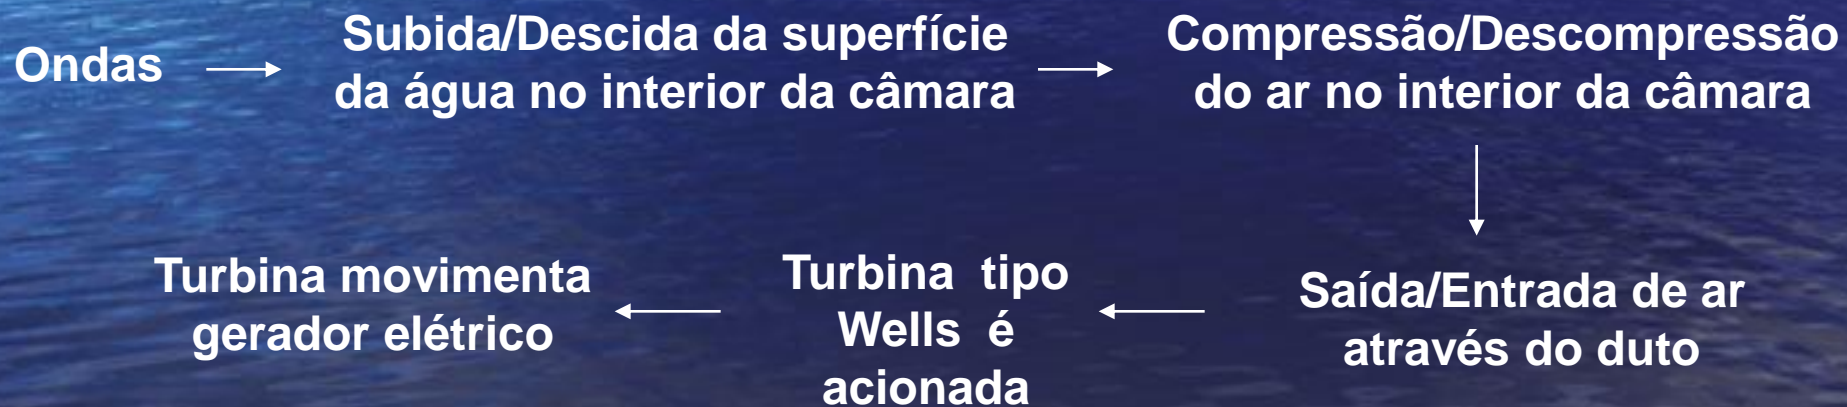 Ondas
Subida/Descida da superfície
da água no interior da câmara
Compressão/Descompressão
do ar no interior da câmara
Saída/Entrada de ar
através do duto
Turbina tipo
Wells é
acionada
Turbina movimenta
gerador elétrico